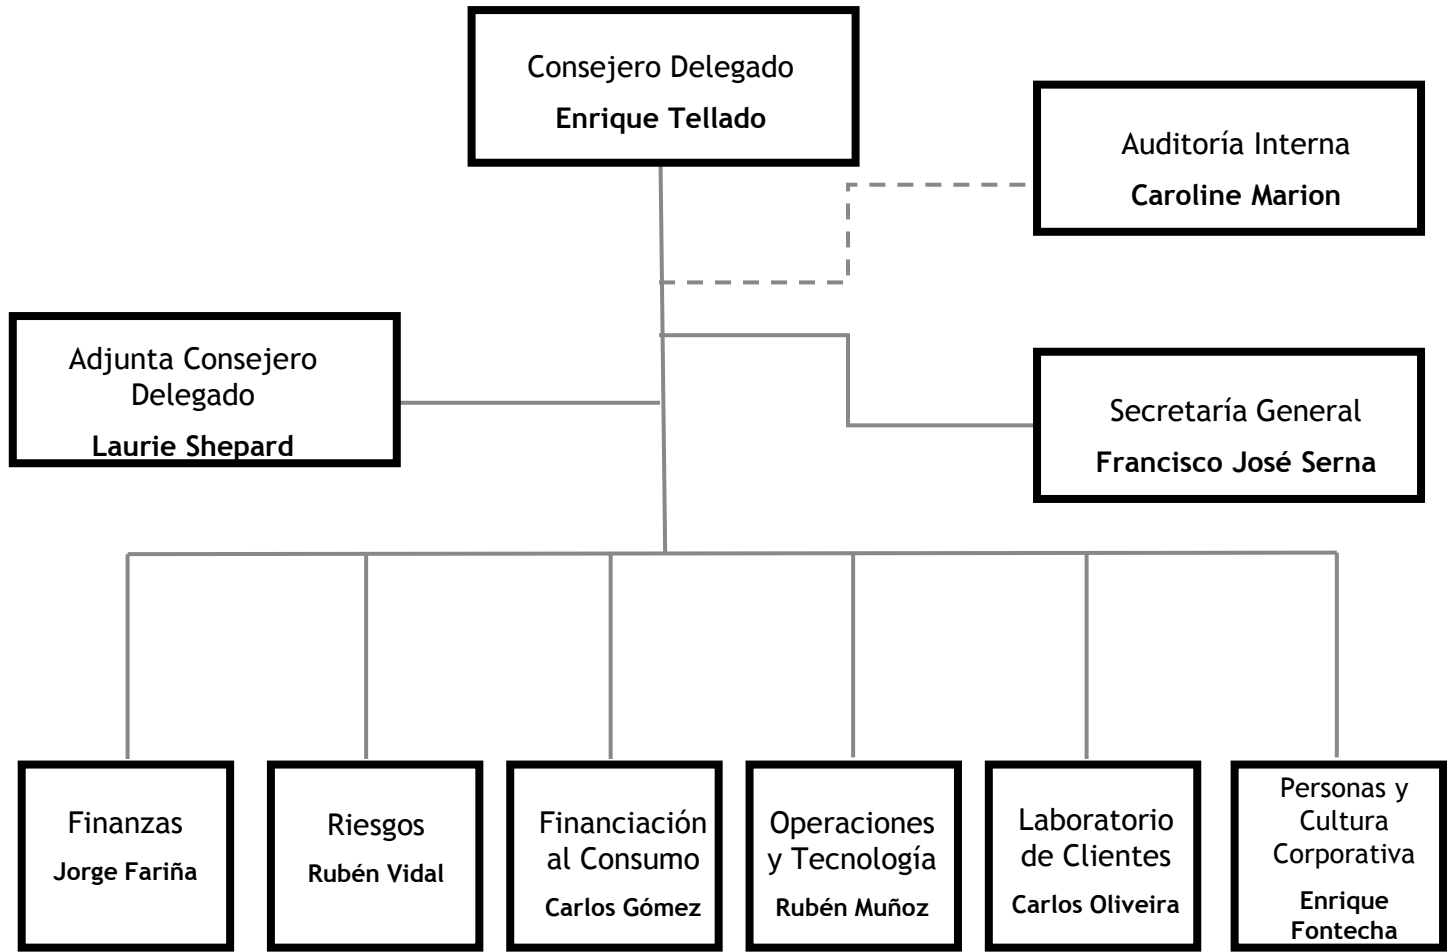 Consejero Delegado
Enrique Tellado
Auditoría Interna
Caroline Marion
Adjunta Consejero
Delegado
Laurie Shepard
Secretaría General
Francisco José Serna
Finanzas
Jorge Fariña
Riesgos
Rubén Vidal
Financiación
al Consumo
Carlos Gómez
Operaciones
y Tecnología
Rubén Muñoz
Laboratorio
de Clientes
Carlos Oliveira
Personas y
Cultura
Corporativa
Enrique
Fontecha